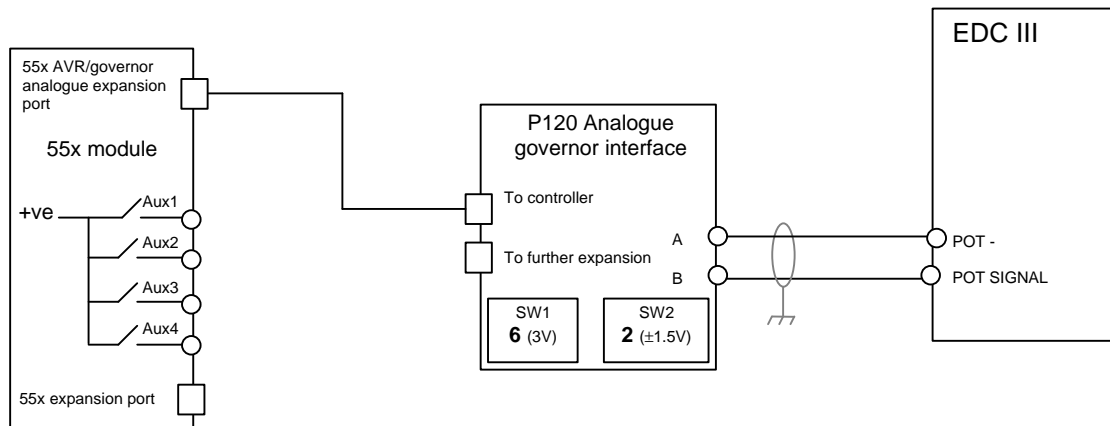 EDC III
55x AVR/governor
analogue expansion
port
55x module
+ve
Aux1
Aux2
Aux3
Aux4
55x expansion port
P120 Analogue
governor interface
To controller
To further expansion
A
B
SW1
6 (3V)
SW2
2 (±1.5V)
POT -
POT SIGNAL